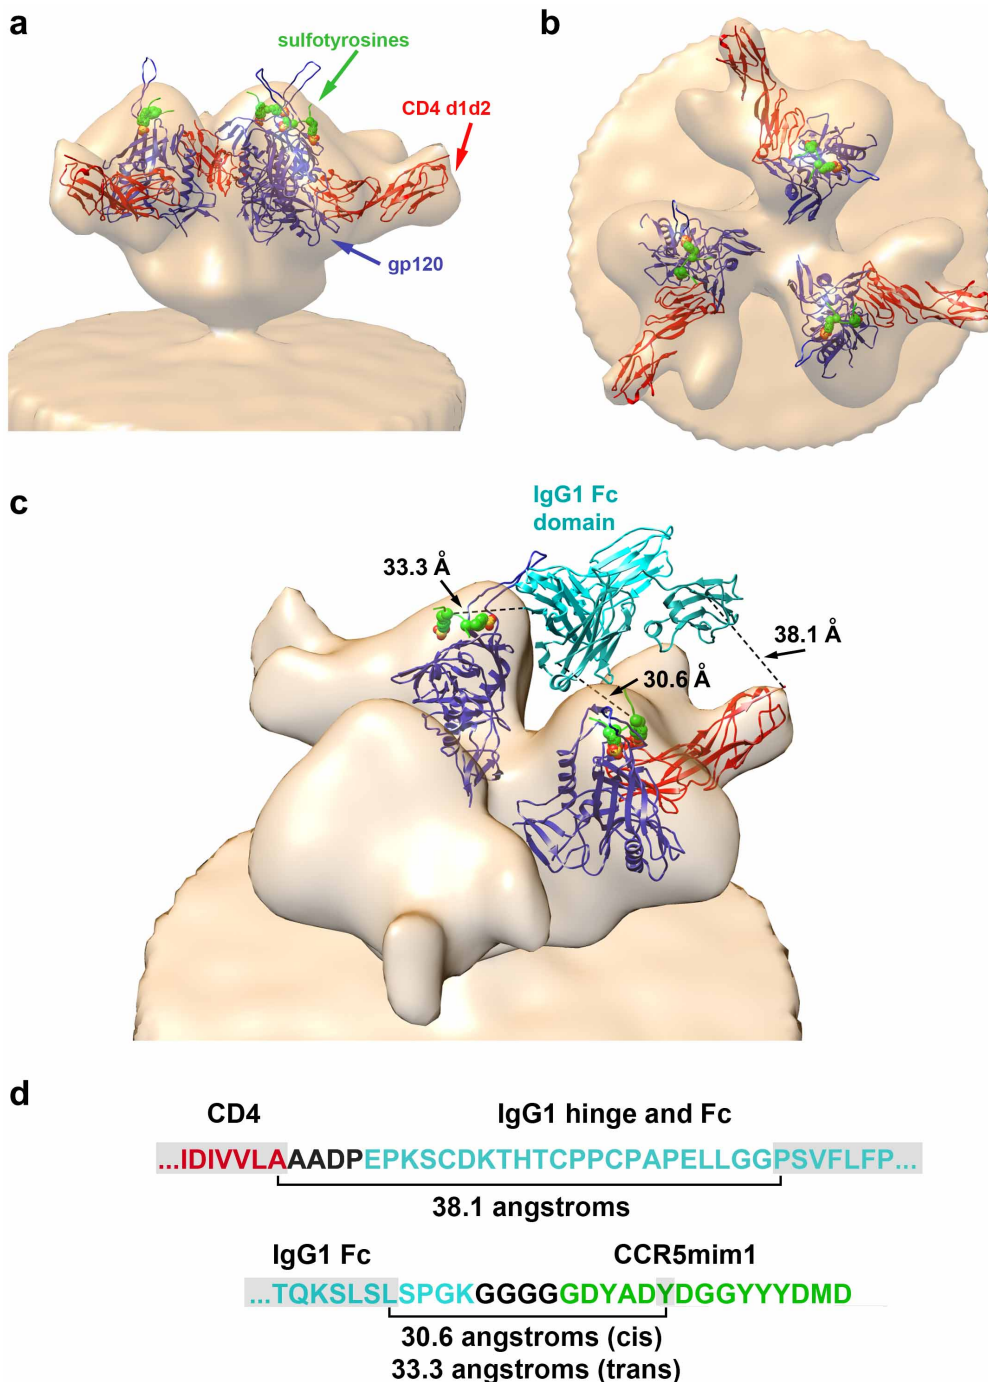 a
b
sulfotyrosines
CD4 d1d2
gp120
c
IgG1 Fc
domain
33.3 Å
38.1 Å
30.6 Å
d
CD4
IgG1 hinge and Fc
...IDIVVLAAADPEPKSCDKTHTCPPCPAPELLGGPSVFLFP...
38.1 angstroms
IgG1 Fc
CCR5mim1
...TQKSLSLSPGKGGGGGDYADYDGGYYYDMD
30.6 angstroms (cis)
33.3 angstroms (trans)